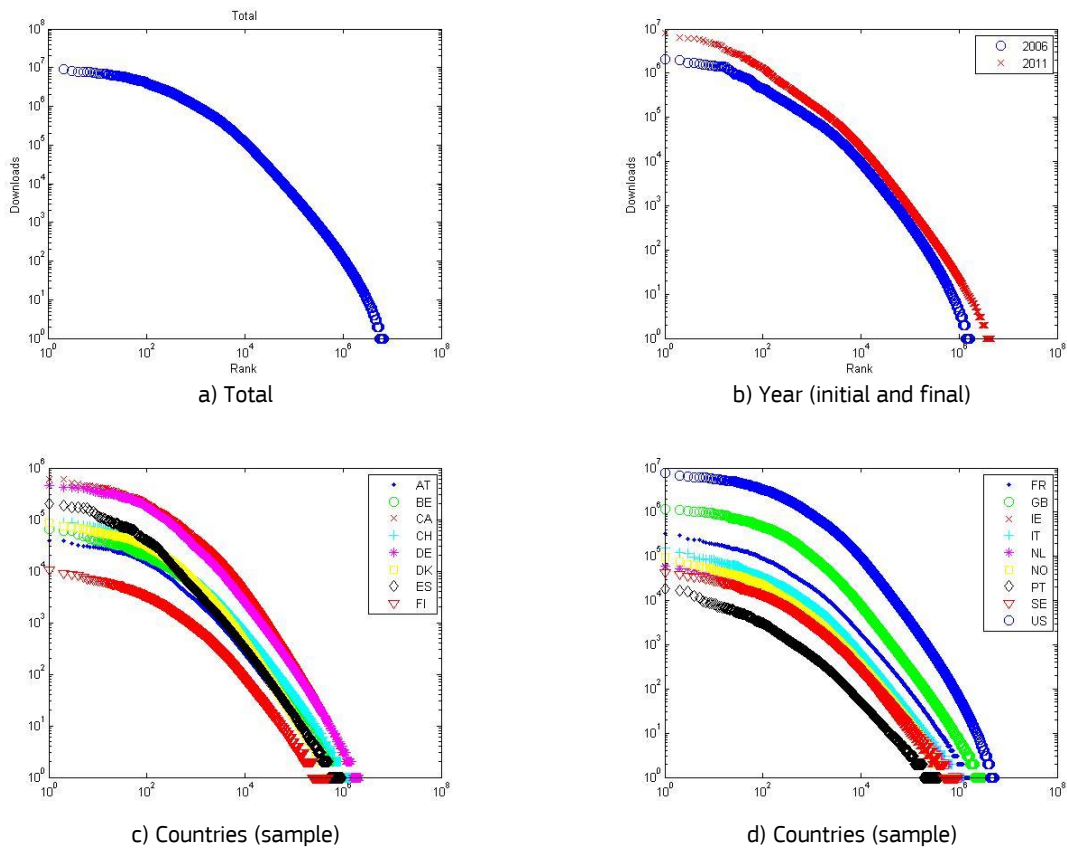 Total
10^8
10^7
10^6
10^5
10^4
10^3
10^2
10^1
10^0
Downloads
10^0 10^2 10^4 10^6 10^8
Rank
a) Total
10^7
10^6
10^5
10^4
10^3
10^2
10^1
10^0
Downloads
2006
2011
10^0 10^2 10^4 10^6 10^8
Rank
b) Year (initial and final)
10^6
10^5
10^4
10^3
10^2
10^1
10^0
AT
BE
CA
CH
DE
DK
ES
FI
10^0 10^2 10^4 10^6 10^8
c) Countries (sample)
10^7
10^6
10^5
10^4
10^3
10^2
10^1
10^0
FR
GB
IE
IT
NL
NO
PT
SE
US
10^0 10^2 10^4 10^6 10^8
d) Countries (sample)